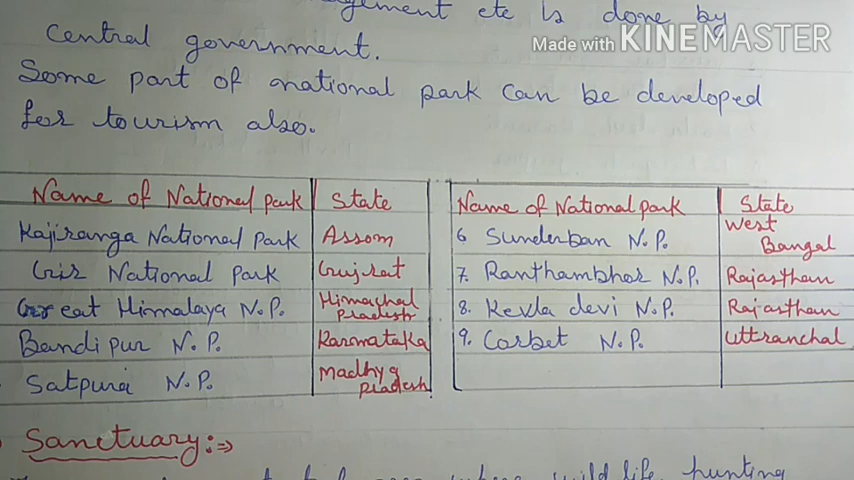 agement etc is done by
Made with KINEMASTER
central government.
Some part of national park can be developed
for tourism also.
Name of National park State
Kajiranga National Park Assom
Gir National Park Gujrat
Great Himalaya N.P. Himachal Pradesh
Bandipur N.P. Karnataka
Satpura N.P. Madhya Pradesh
Name of National park State
6 Sunderban N.P. West Bangal
7. Ranthambhor N.P. Rajasthan
8. Kevla devi N.P. Rajasthan
9. Corbet N.P. Uttranchal
Sanctuary:⇒
wild life, hunting